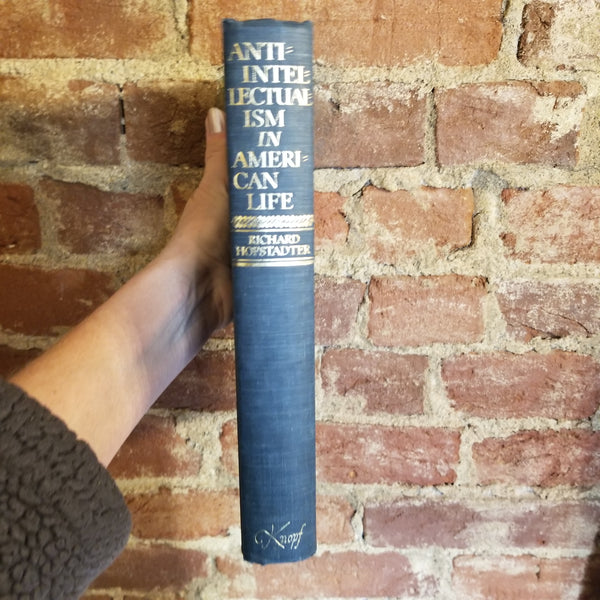 ANTI=
INTEL=
LECTUAL=
ISM
IN
AMERI=
CAN
LIFE
RICHARD
HOFSTADTER
Knopf